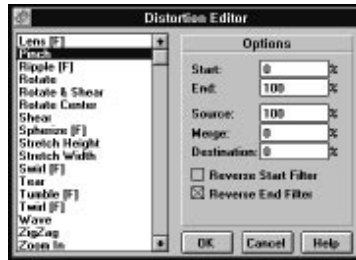 Distortion Editor
Lens [F]
Pinch
Ripple [F]
Rotate
Rotate & Shear
Rotate Center
Shear
Spherize [F]
Stretch Height
Stretch Width
Swirl [F]
Tear
Tumble [F]
Twirl [F]
Wave
ZigZag
Zoom In
Options
Start: 0 %
End: 100 %
Source: 100 %
Merge: 0 %
Destination: 0 %
Reverse Start Filter
Reverse End Filter
OK Cancel Help